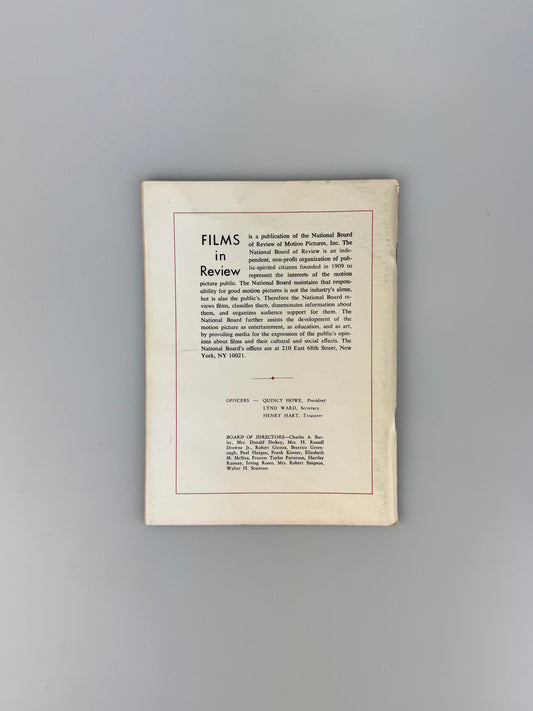 FILMS
in
Review
is a publication of the National Board
of Review of Motion Pictures, Inc. The
National Board of Review is an inde-
pendent, non-profit organization of pub-
lic-spirited citizens founded in 1909 to
represent the interests of the motion
picture public. The National Board maintains that respon-
sibility for good motion pictures is not the industry's alone,
but is also the public's. Therefore the National Board re-
views films, classifies them, disseminates information about
them, and organizes audience support for them. The
National Board further assists the development of the
motion picture as entertainment, as education, and as art,
by providing media for the expression of the public's opin-
ions about films and their cultural and social effects. The
National Board's offices are at 210 East 68th Street, New
York, NY 10021.
OFFICERS — QUINCY HOWE, President
LYND WARD, Secretary
HENRY HART, Treasurer
BOARD OF DIRECTORS—Charles A. But-
ler, Mrs. Donald Deskey, Mrs. H. Russell
Drowne Jr., Robert Giroux, Beatrice Green-
ough, Paul Horgan, Frank Kintner, Elizabeth
M. McStea, Frances Taylor Patterson, Hartley
Ramsay, Irving Rosen, Mrs. Robert Simpson,
Walter H. Stainton.